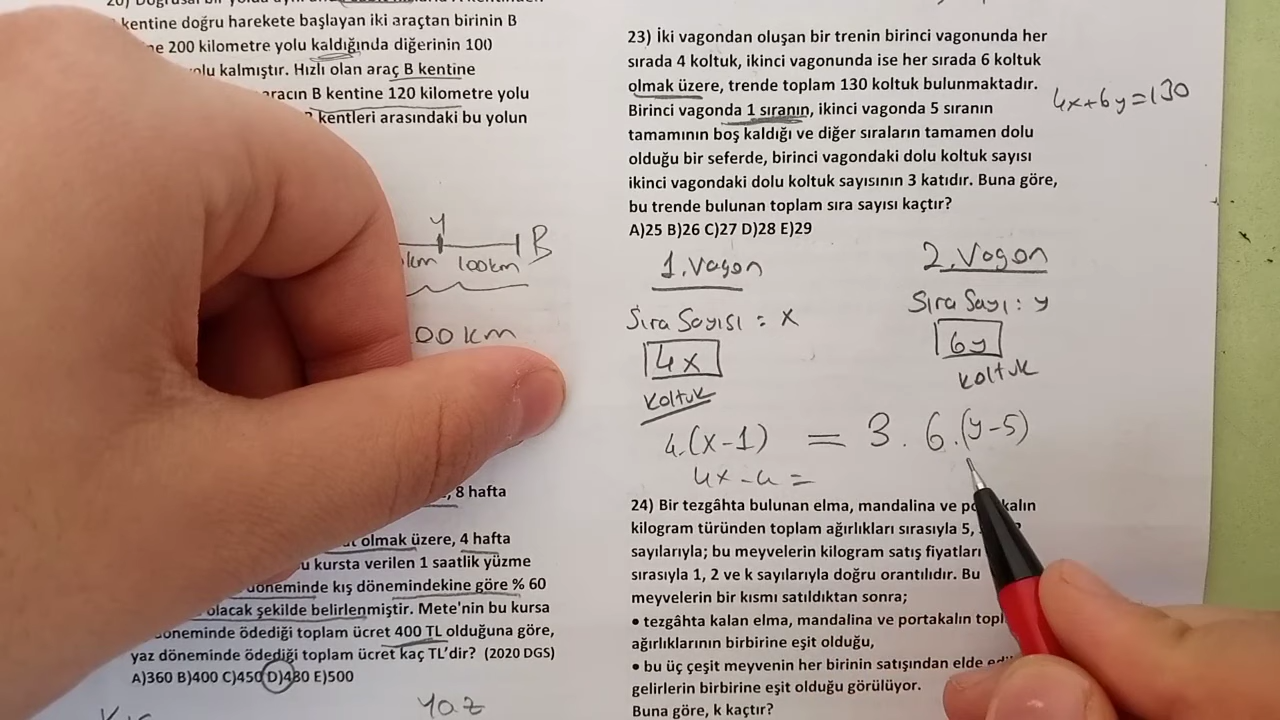 kentine doğru harekete başlayan iki araçtan birinin B
200 kilometre yolu kaldığında diğerinin 100
kalmıştır. Hızlı olan araç B kentine
aracın B kentine 120 kilometre yolu
kentleri arasındaki bu yolun
y
B
100km
00 km
, 8 hafta
olmak üzere, 4 hafta
kursta verilen 1 saatlik yüzme
döneminde kış dönemindekine göre % 60
olacak şekilde belirlenmiştir. Mete'nin bu kursa
döneminde ödediği toplam ücret 400 TL olduğuna göre,
yaz döneminde ödediği toplam ücret kaç TL'dir? (2020 DGS)
A)360 B)400 C)450 D)480 E)500
Yaz
23) İki vagondan oluşan bir trenin birinci vagonunda her
sırada 4 koltuk, ikinci vagonunda ise her sırada 6 koltuk
olmak üzere, trende toplam 130 koltuk bulunmaktadır.
Birinci vagonda 1 sıranın, ikinci vagonda 5 sıranın
tamamının boş kaldığı ve diğer sıraların tamamen dolu
olduğu bir seferde, birinci vagondaki dolu koltuk sayısı
ikinci vagondaki dolu koltuk sayısının 3 katıdır. Buna göre,
bu trende bulunan toplam sıra sayısı kaçtır?
A)25 B)26 C)27 D)28 E)29
4x+6y=130
1. Vagon
2. Vagon
Sıra Sayısı = x
Sıra Sayı : y
4x
6y
koltuk
koltuk
4.(x-1) = 3.6.(y-5)
4x-4 =
24) Bir tezgâhta bulunan elma, mandalina ve
kilogram türünden toplam ağırlıkları sırasıyla 5,
sayılarıyla; bu meyvelerin kilogram satış fiyatları
sırasıyla 1, 2 ve k sayılarıyla doğru orantılıdır. Bu
meyvelerin bir kısmı satıldıktan sonra;
• tezgâhta kalan elma, mandalina ve portakalın
ağırlıklarının birbirine eşit olduğu,
• bu üç çeşit meyvenin her birinin satışından elde
gelirlerin birbirine eşit olduğu görülüyor.
Buna göre, k kaçtır?